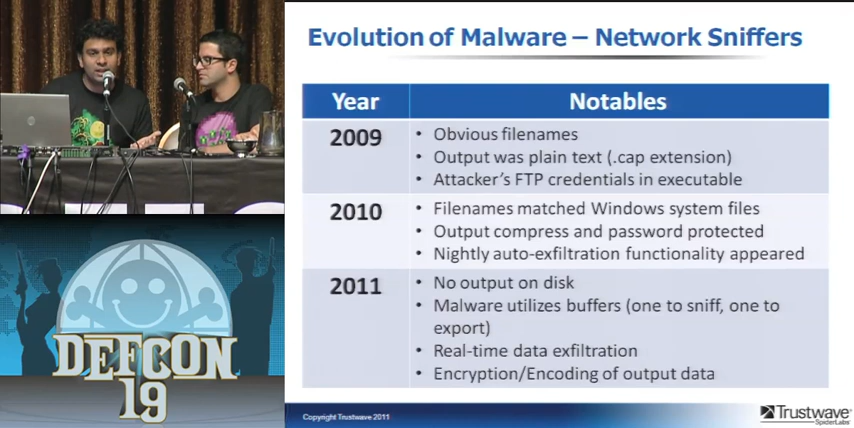 Evolution of Malware – Network Sniffers
Year
Notables
2009
• Obvious filenames
• Output was plain text (.cap extension)
• Attacker's FTP credentials in executable
2010
• Filenames matched Windows system files
• Output compress and password protected
• Nightly auto-exfiltration functionality appeared
2011
• No output on disk
• Malware utilizes buffers (one to sniff, one to
export)
• Real-time data exfiltration
• Encryption/Encoding of output data
DEFCON
19
Copyright Trustwave 2011
Trustwave
SpiderLabs